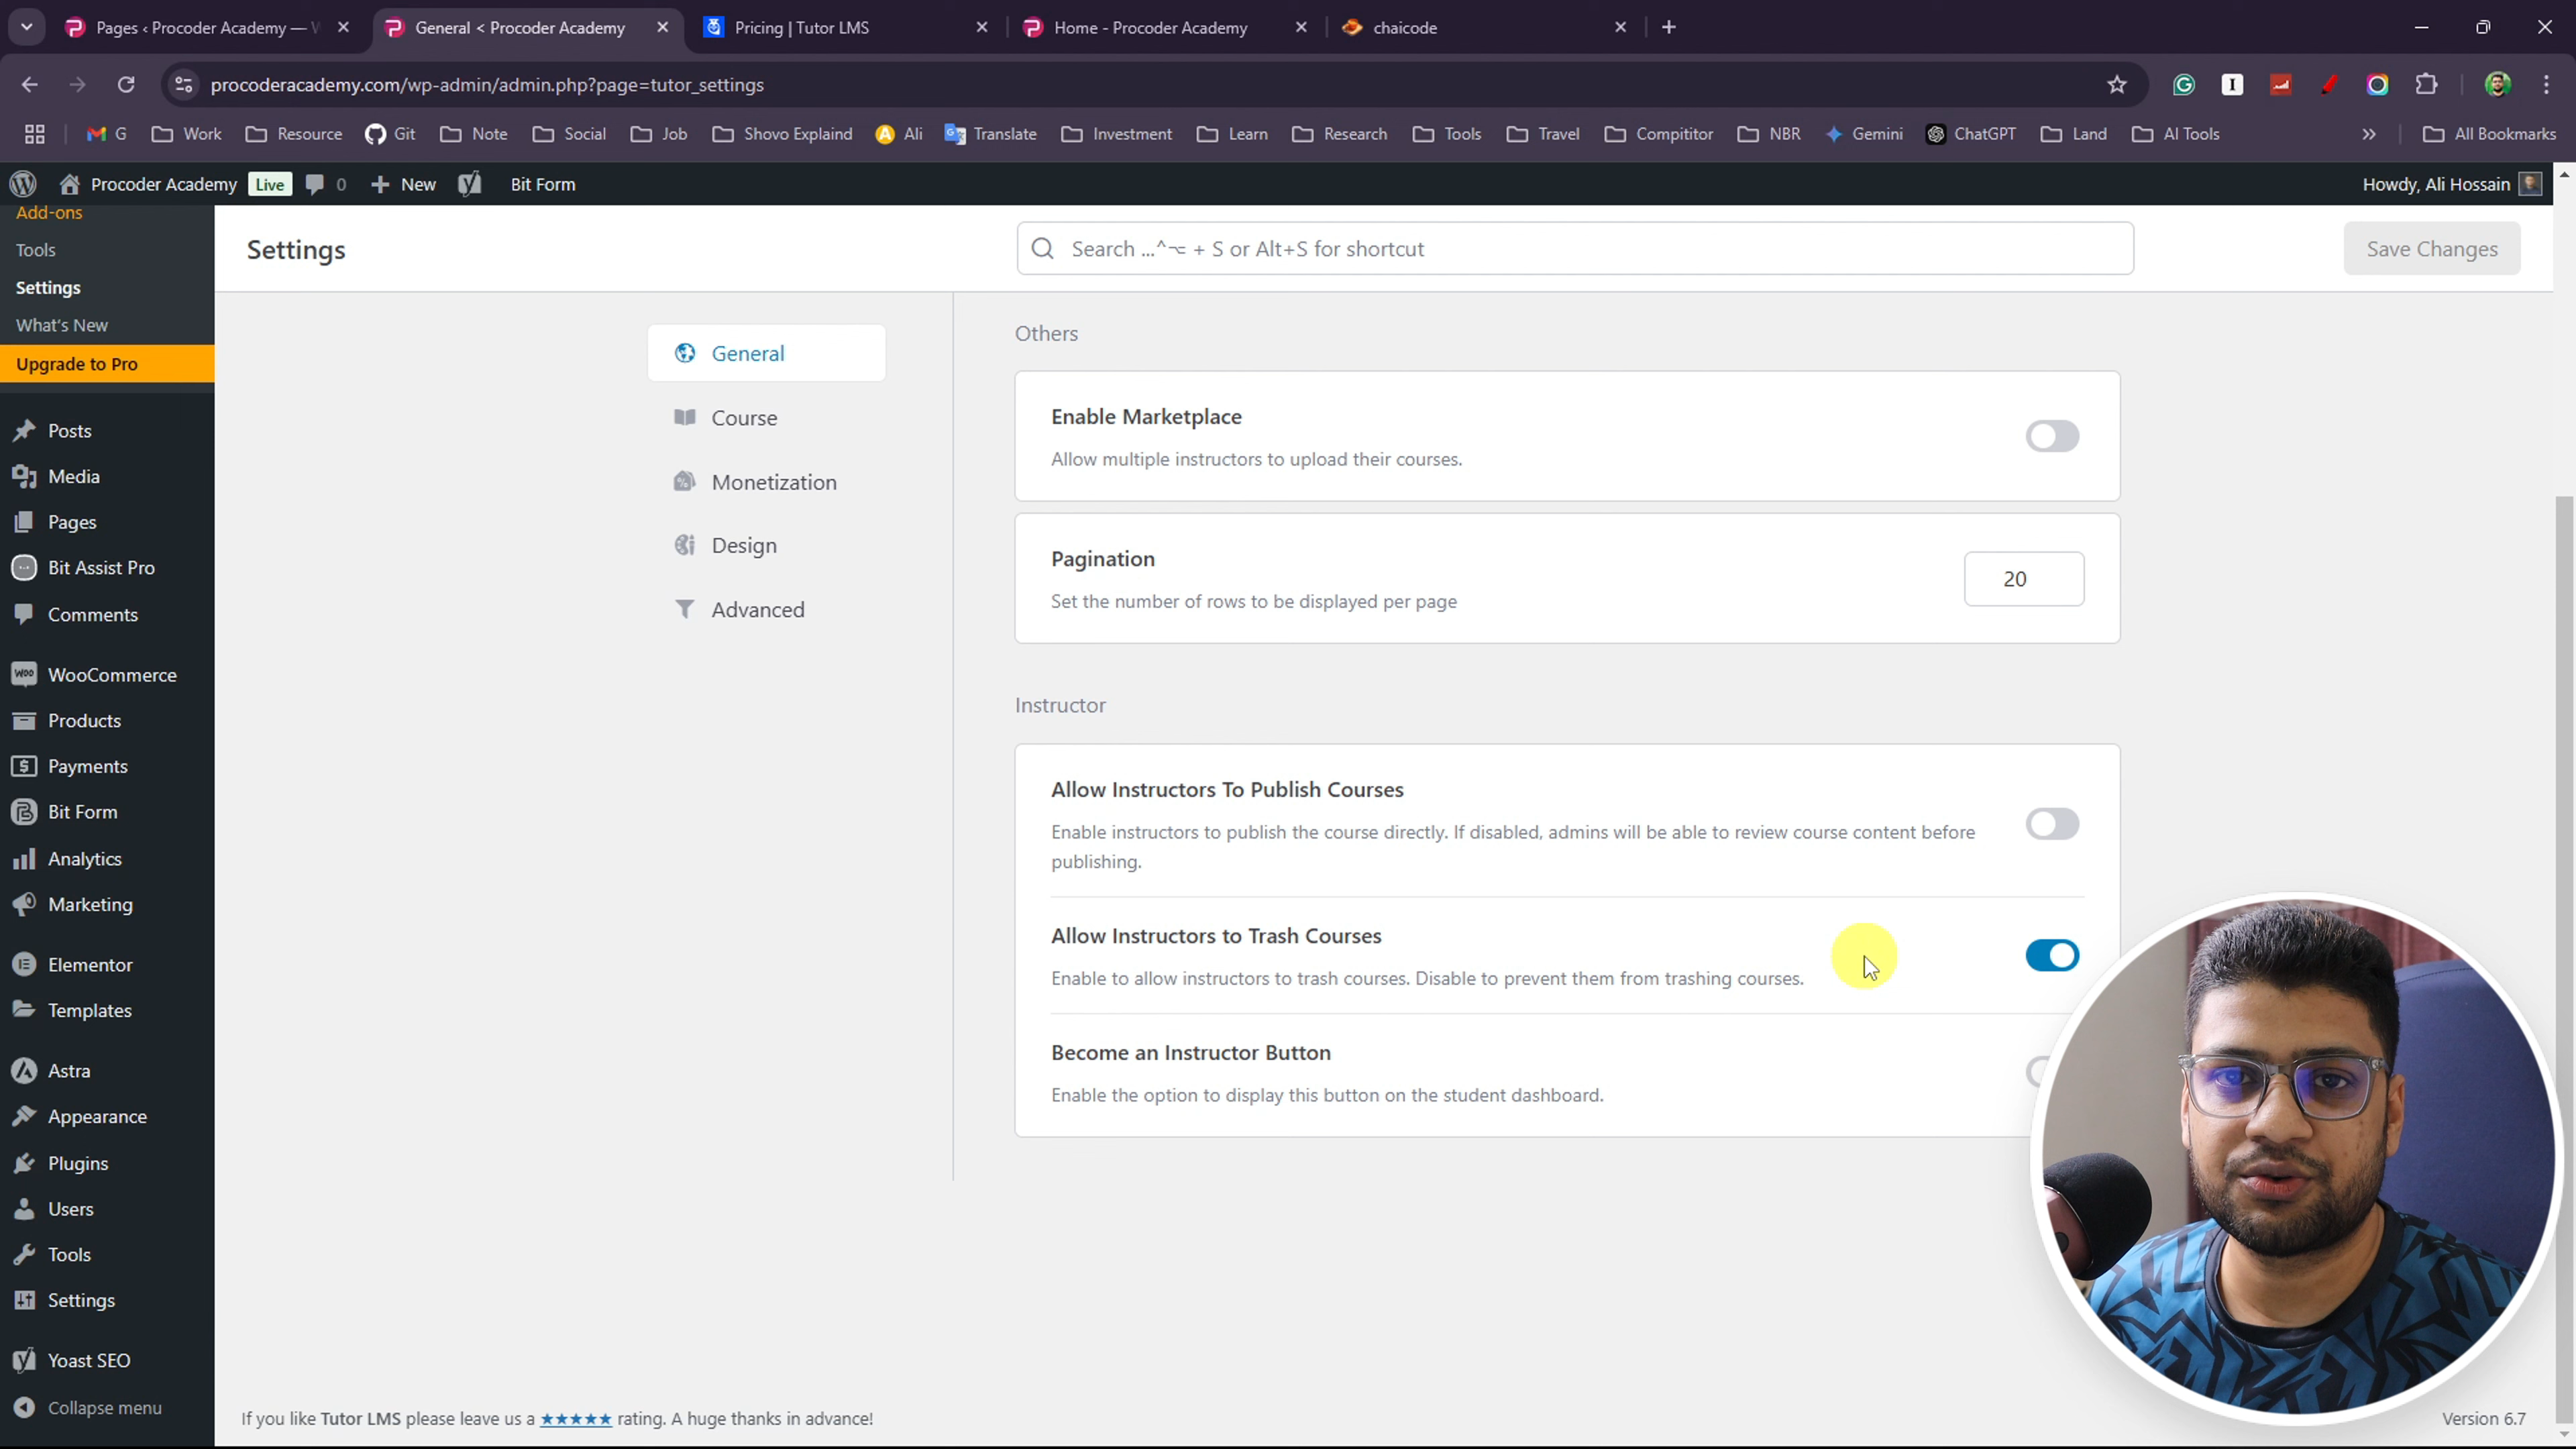 Pages ‹ Procoder Academy — W
General < Procoder Academy
Pricing | Tutor LMS
Home - Procoder Academy
chaicode
procoderacademy.com/wp-admin/admin.php?page=tutor_settings
G
Work
Resource
Git
Note
Social
Job
Shovo Explaind
Ali
Translate
Investment
Learn
Research
Tools
Travel
Compititor
NBR
Gemini
ChatGPT
Land
AI Tools
All Bookmarks
Procoder Academy
Live
0
New
Bit Form
Howdy, Ali Hossain
Add-ons
Tools
Settings
What's New
Upgrade to Pro
Posts
Media
Pages
Bit Assist Pro
Comments
WooCommerce
Products
Payments
Bit Form
Analytics
Marketing
Elementor
Templates
Astra
Appearance
Plugins
Users
Tools
Settings
Yoast SEO
Collapse menu
Settings
Search ...^⌥ + S or Alt+S for shortcut
Save Changes
General
Course
Monetization
Design
Advanced
Others
Enable Marketplace
Allow multiple instructors to upload their courses.
Pagination
Set the number of rows to be displayed per page
20
Instructor
Allow Instructors To Publish Courses
Enable instructors to publish the course directly. If disabled, admins will be able to review course content before
publishing.
Allow Instructors to Trash Courses
Enable to allow instructors to trash courses. Disable to prevent them from trashing courses.
Become an Instructor Button
Enable the option to display this button on the student dashboard.
If you like Tutor LMS please leave us a ★★★★★ rating. A huge thanks in advance!
Version 6.7